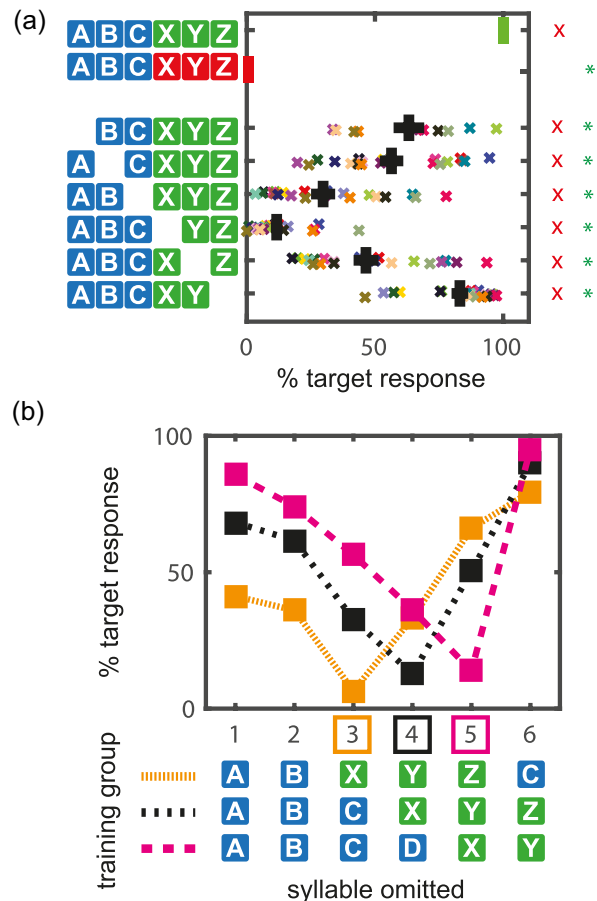 (a)
A B C X Y Z x
A B C X Y Z *
B C X Y Z x *
A C X Y Z x *
A B X Y Z x *
A B C Y Z x *
A B C X Z x *
A B C X Y x *
0 50 100
% target response
(b)
% target response
100
50
0
1 2 3 4 5 6
training group
A B X Y Z C
A B C X Y Z
A B C D X Y
syllable omitted